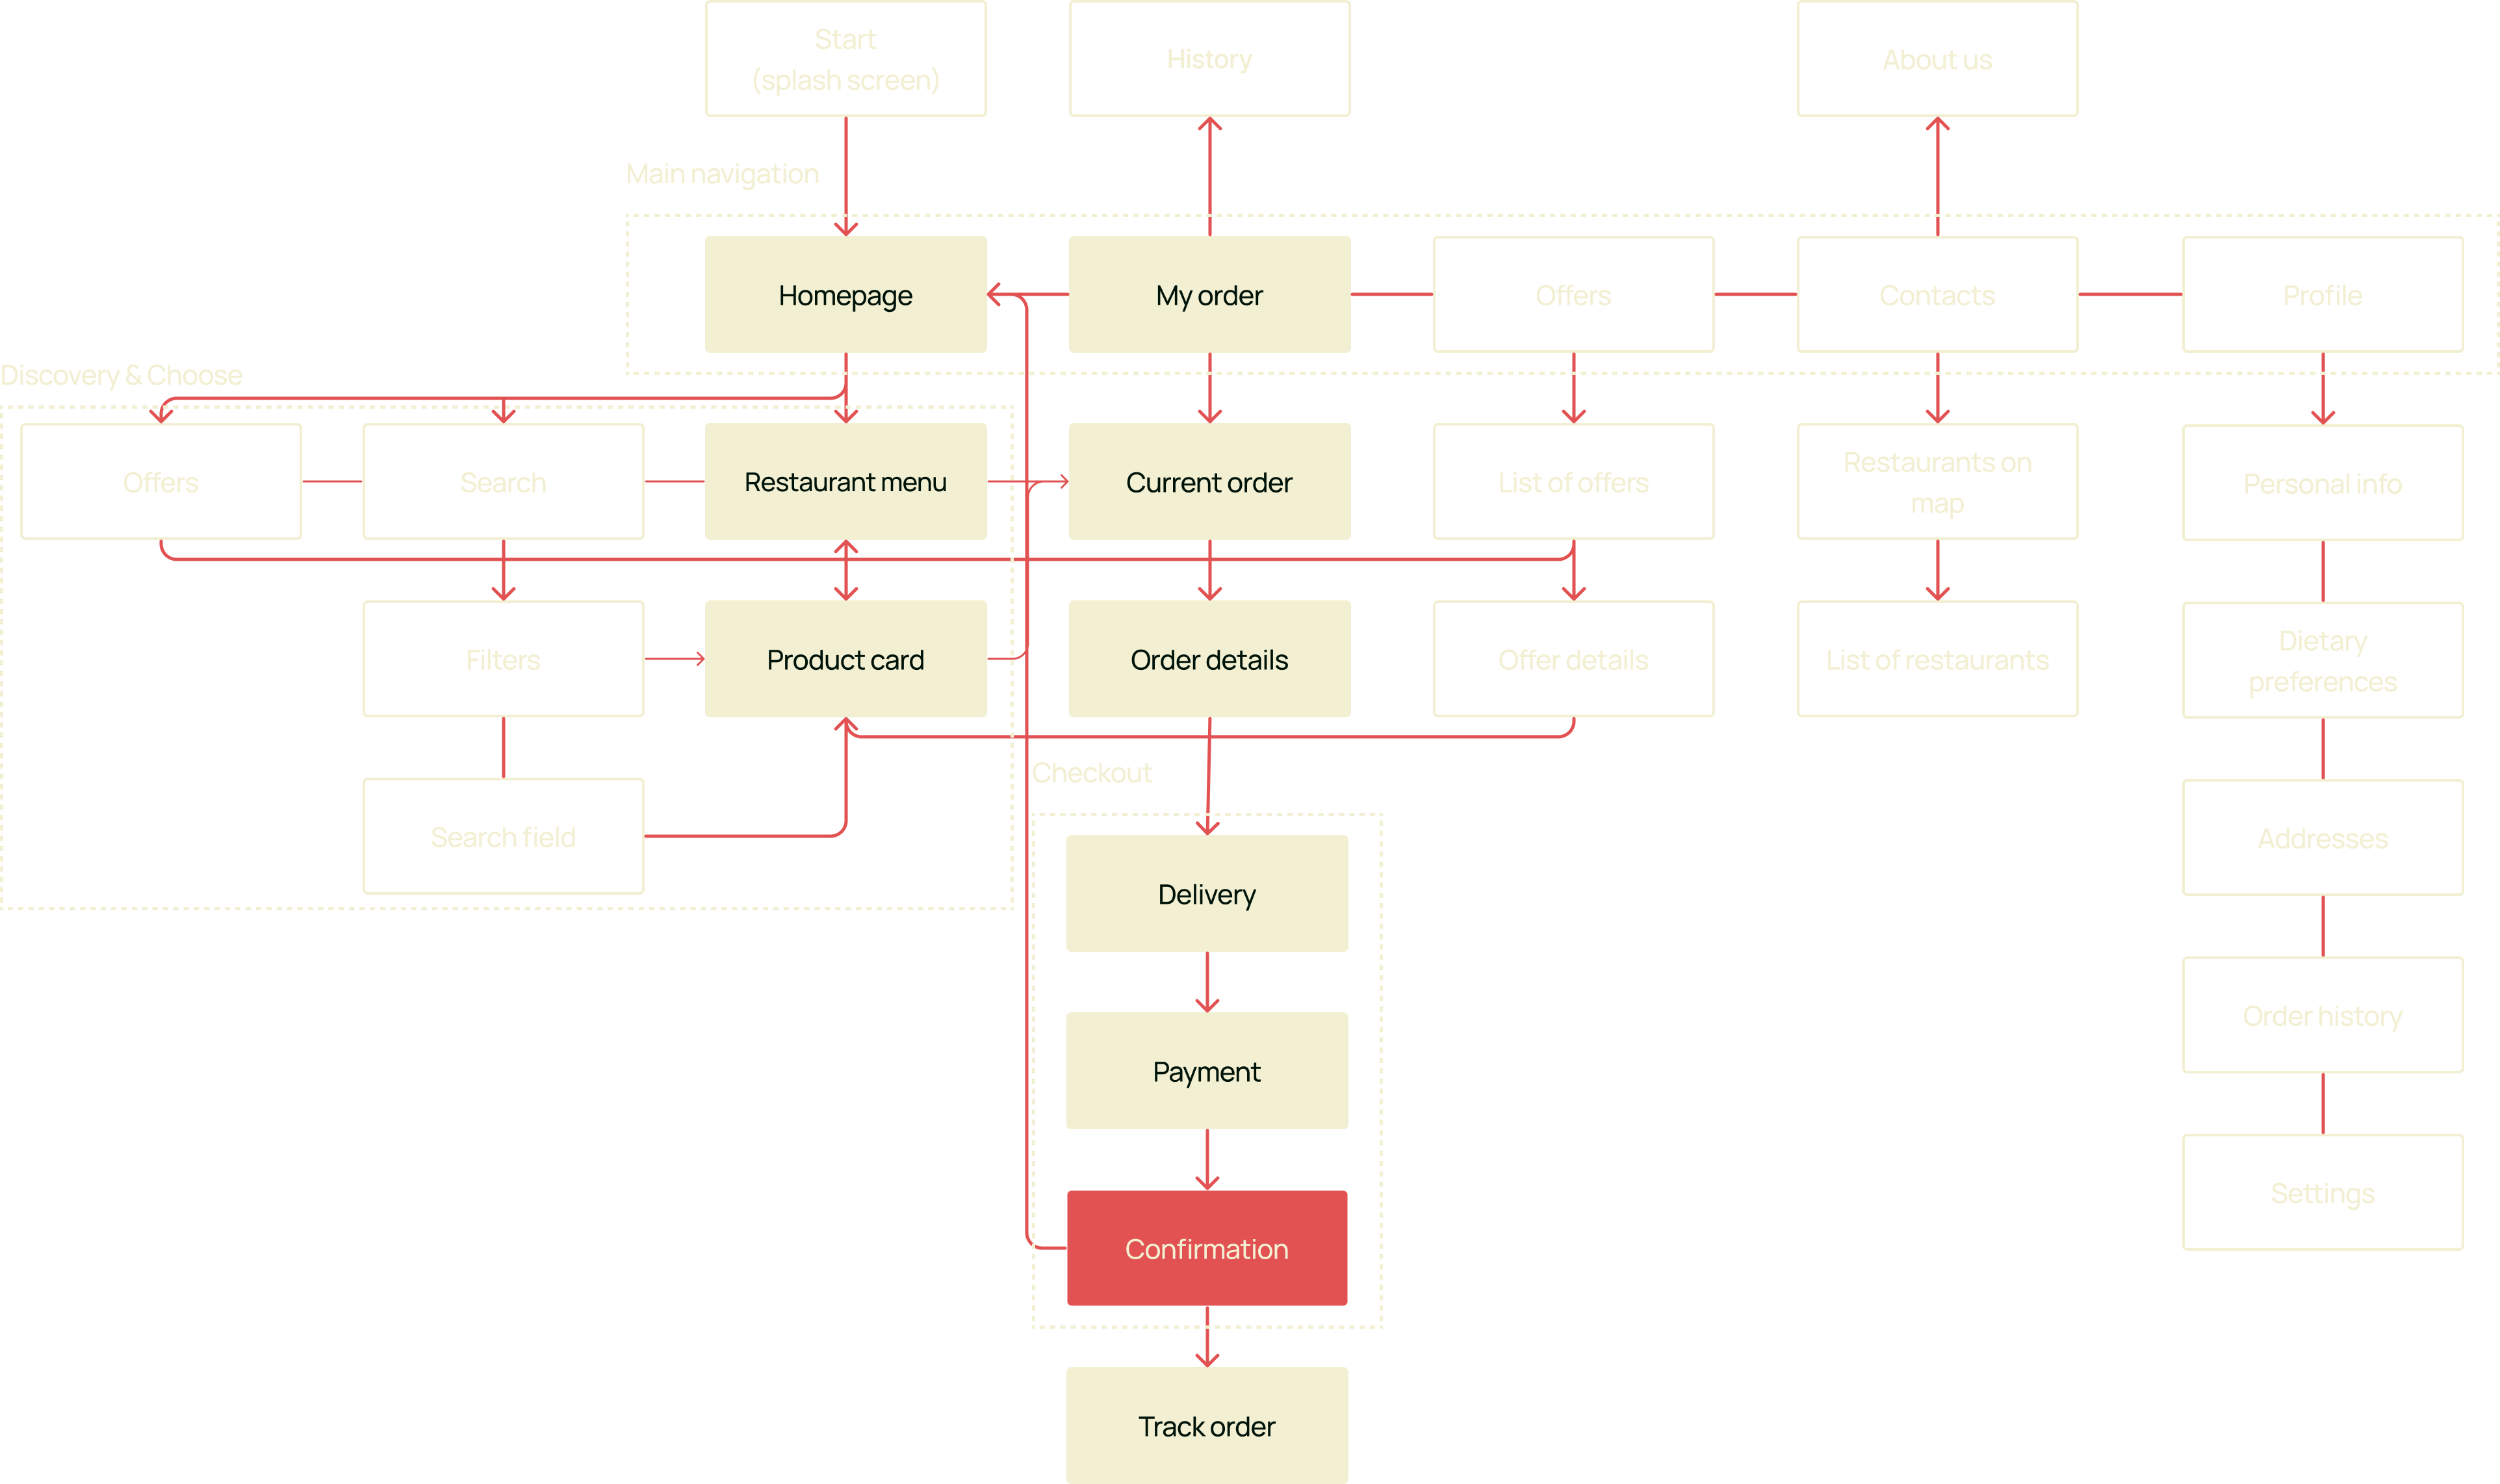 Start
(splash screen)
History
About us
Main navigation
Homepage
My order
Offers
Contacts
Profile
Discovery & Choose
Offers
Search
Restaurant menu
Current order
List of offers
Restaurants on
map
Personal info
Filters
Product card
Order details
Offer details
List of restaurants
Dietary
preferences
Checkout
Search field
Delivery
Addresses
Payment
Order history
Confirmation
Settings
Track order